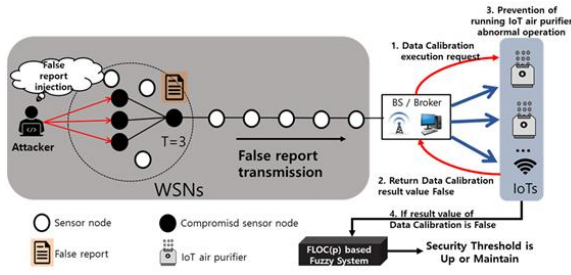 3. Prevention of
running IoT air purifier
abnormal operation
1. Data Calibration
execution request
False
report
injection
Attacker
T=3
BS / Broker
False report
transmission
WSNs
...
2. Return Data Calibration
result value False
IoTs
4. If result value of
Data Calibration is False
Sensor node
Compromisd sensor node
False report
IoT air purifier
FLOC(p) based
Fuzzy System
Security Threshold is
Up or Maintain